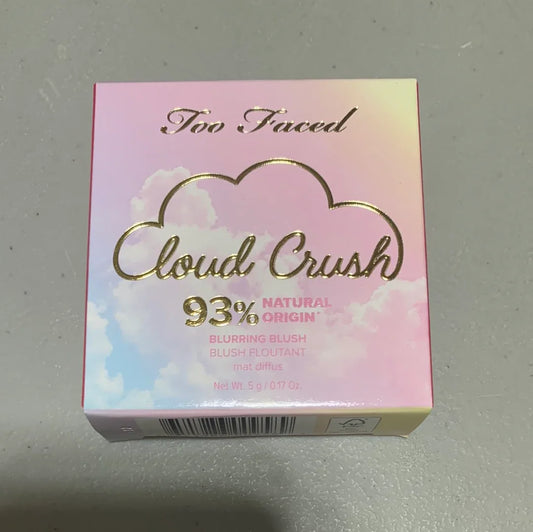 Too Faced
Cloud Crush
93% NATURAL
ORIGIN*
BLURRING BLUSH
BLUSH FLOUTANT
mat diffus
Net Wt. 5 g / 0.17 Oz.